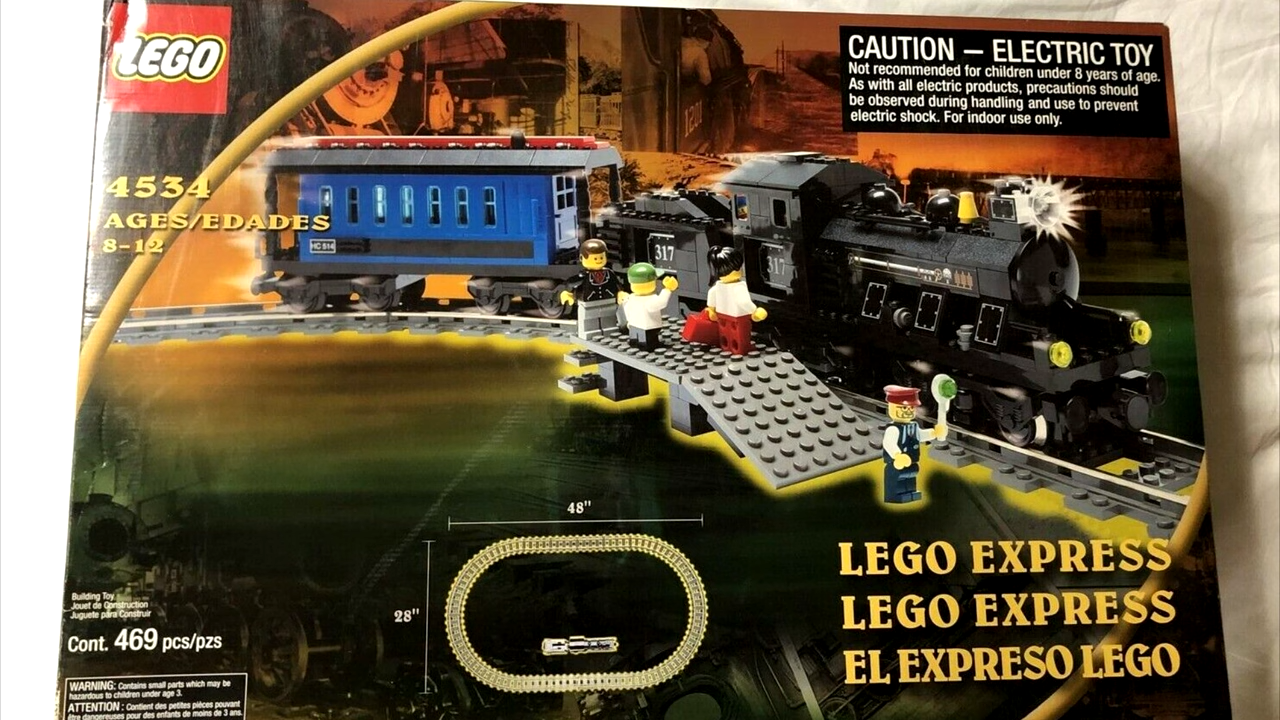 LEGO
CAUTION – ELECTRIC TOY
Not recommended for children under 8 years of age.
As with all electric products, precautions should
be observed during handling and use to prevent
electric shock. For indoor use only.
4534
AGES/EDADES
8-12
HC 514
317
317
48"
28"
LEGO EXPRESS
LEGO EXPRESS
EL EXPRESO LEGO
Building Toy
Jouet de Construction
Juguete para Construir
Cont. 469 pcs/pzs
WARNING: Contains small parts which may be
hazardous to children under age 3.
ATTENTION : Contient des petites pièces pouvant
être dangereuses pour des enfants de moins de 3 ans.